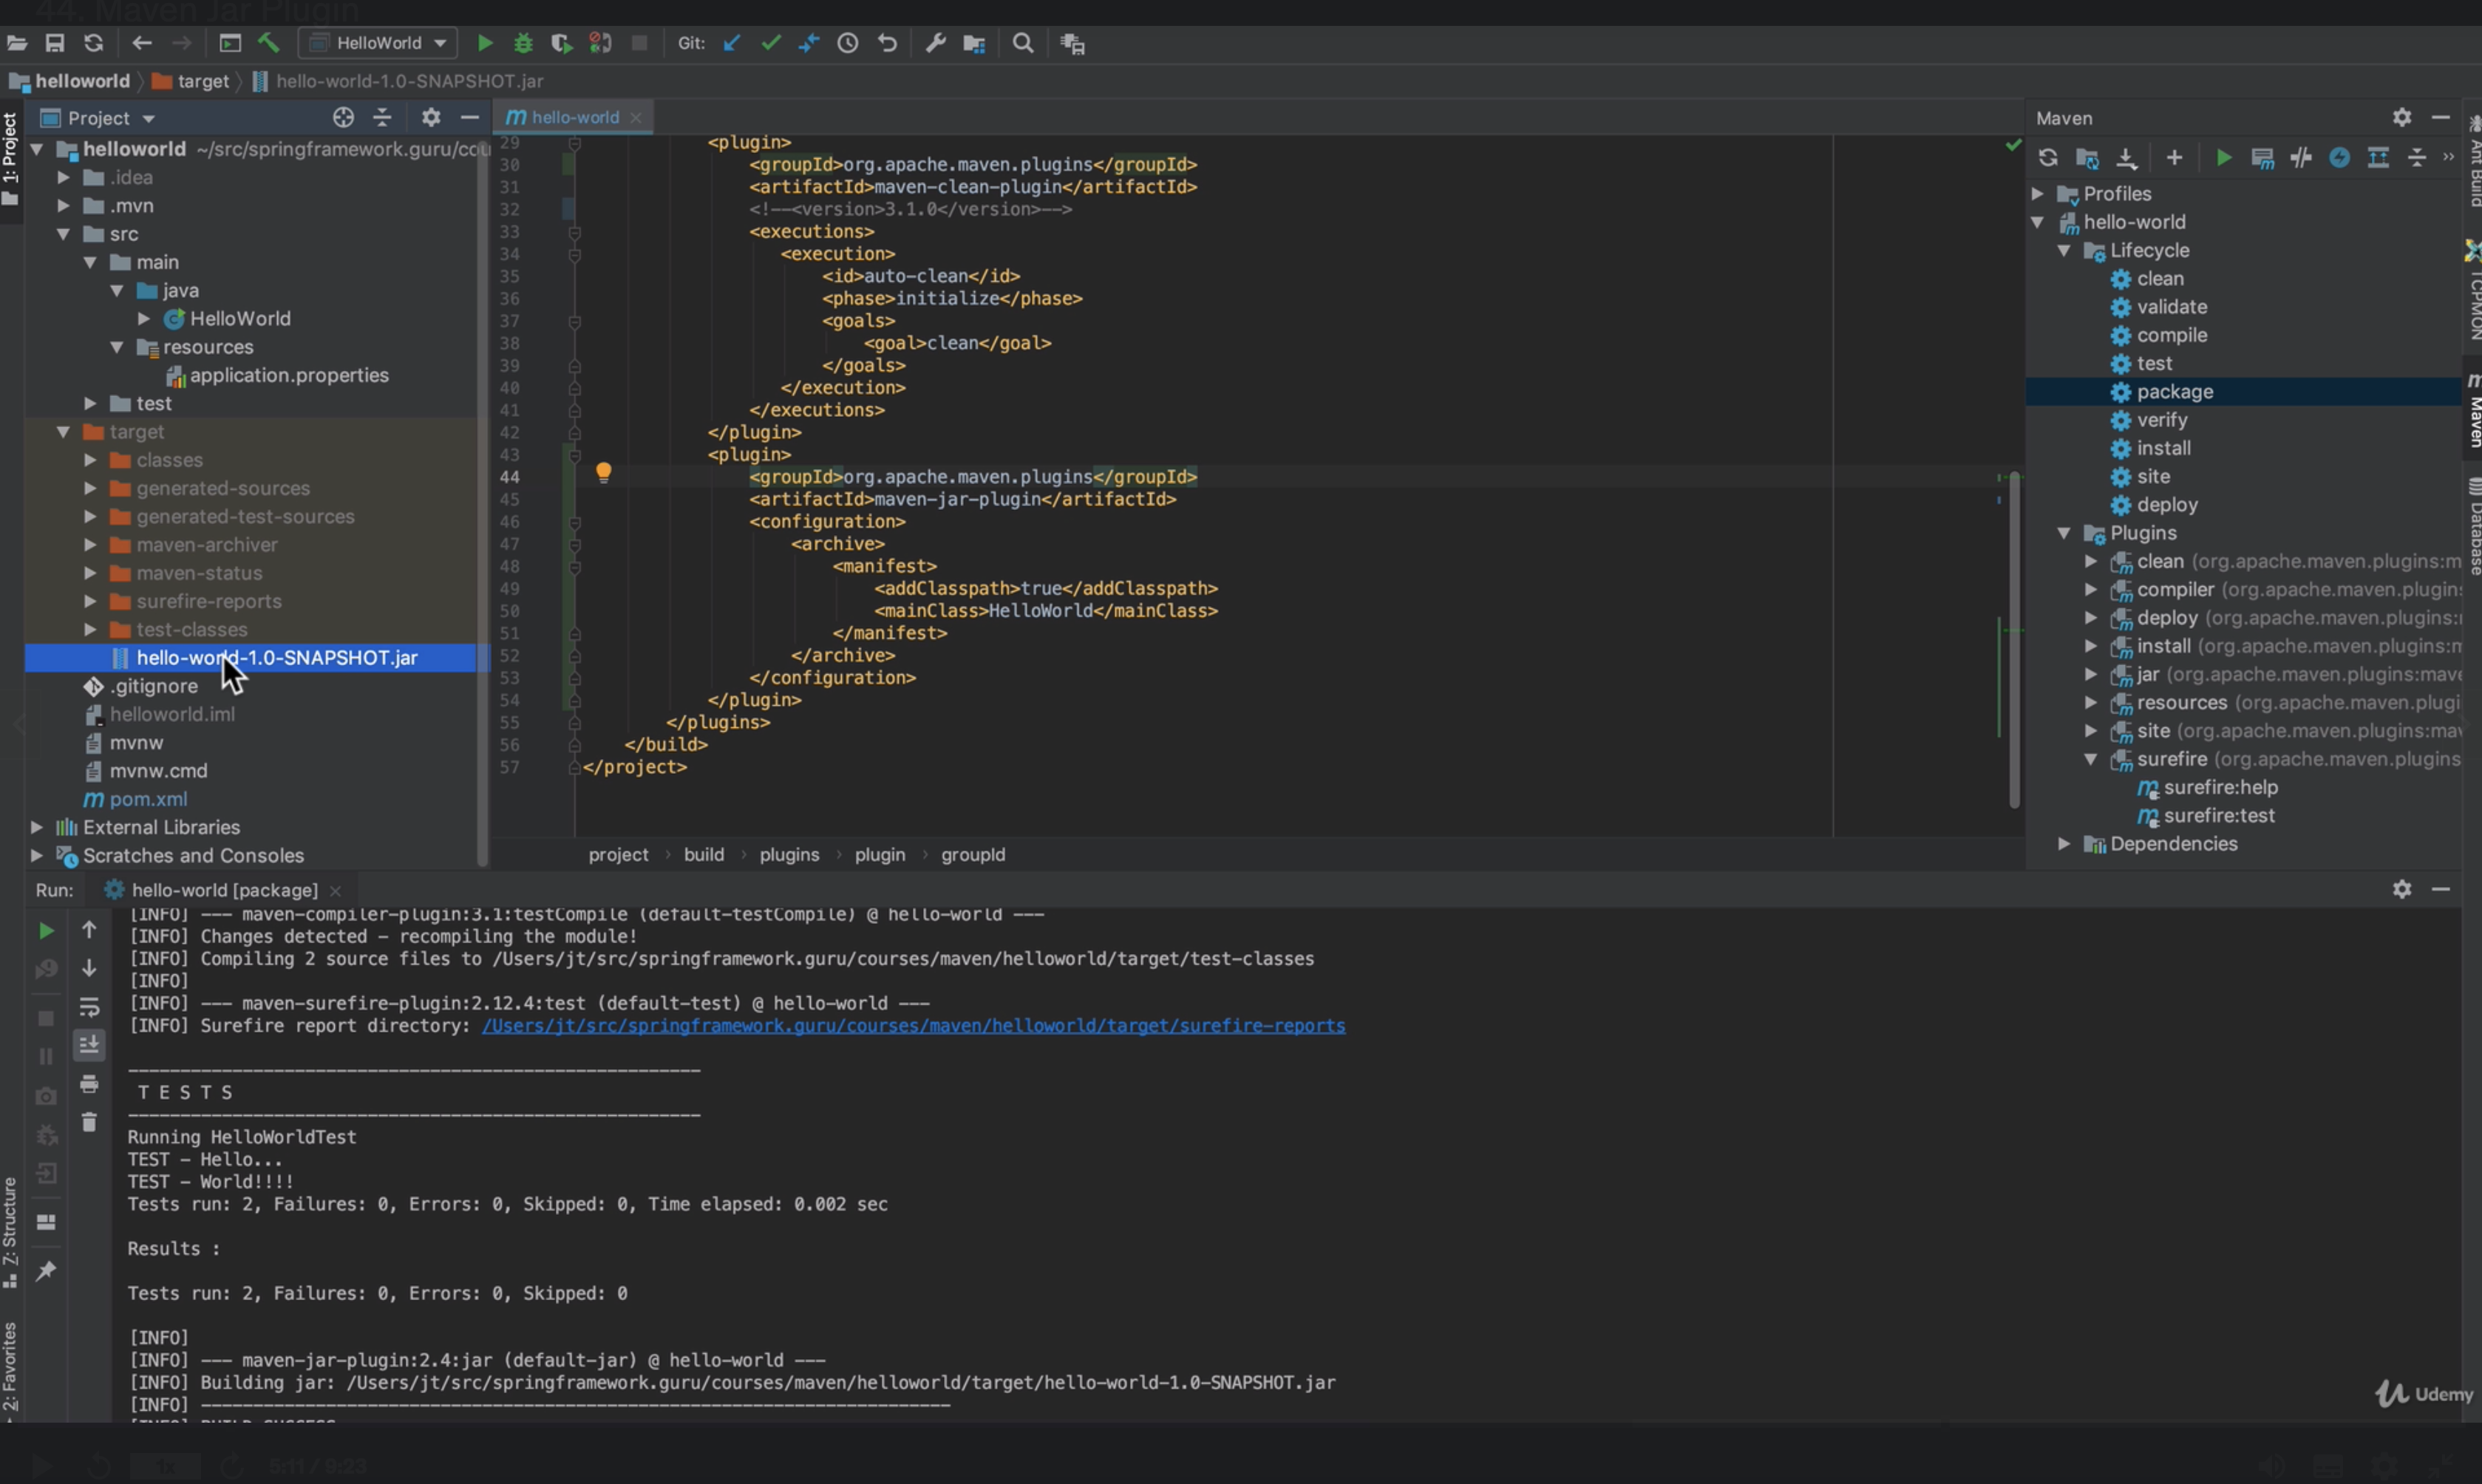 44. Maven Jar Plugin
HelloWorld
Git:
helloworld
target
hello-world-1.0-SNAPSHOT.jar
1: Project
Project
helloworld ~/src/springframework.guru/cou
.idea
.mvn
src
main
java
HelloWorld
resources
application.properties
test
target
classes
generated-sources
generated-test-sources
maven-archiver
maven-status
surefire-reports
test-classes
hello-world-1.0-SNAPSHOT.jar
.gitignore
helloworld.iml
mvnw
mvnw.cmd
pom.xml
External Libraries
Scratches and Consoles
hello-world
29 <plugin>
30 <groupId>org.apache.maven.plugins</groupId>
31 <artifactId>maven-clean-plugin</artifactId>
32 <!--<version>3.1.0</version>-->
33 <executions>
34 <execution>
35 <id>auto-clean</id>
36 <phase>initialize</phase>
37 <goals>
38 <goal>clean</goal>
39 </goals>
40 </execution>
41 </executions>
42 </plugin>
43 <plugin>
44 <groupId>org.apache.maven.plugins</groupId>
45 <artifactId>maven-jar-plugin</artifactId>
46 <configuration>
47 <archive>
48 <manifest>
49 <addClasspath>true</addClasspath>
50 <mainClass>HelloWorld</mainClass>
51 </manifest>
52 </archive>
53 </configuration>
54 </plugin>
55 </plugins>
56 </build>
57 </project>
project > build > plugins > plugin > groupId
Maven
Profiles
hello-world
Lifecycle
clean
validate
compile
test
package
verify
install
site
deploy
Plugins
clean (org.apache.maven.plugins:m
compiler (org.apache.maven.plugins:
deploy (org.apache.maven.plugins:
install (org.apache.maven.plugins:m
jar (org.apache.maven.plugins:mave
resources (org.apache.maven.plugi
site (org.apache.maven.plugins:mav
surefire (org.apache.maven.plugins
surefire:help
surefire:test
Dependencies
Ant Build
TCPMON
Maven
Database
Run:
hello-world [package]
[INFO] --- maven-compiler-plugin:3.1:testCompile (default-testCompile) @ hello-world ---
[INFO] Changes detected - recompiling the module!
[INFO] Compiling 2 source files to /Users/jt/src/springframework.guru/courses/maven/helloworld/target/test-classes
[INFO]
[INFO] --- maven-surefire-plugin:2.12.4:test (default-test) @ hello-world ---
[INFO] Surefire report directory: /Users/jt/src/springframework.guru/courses/maven/helloworld/target/surefire-reports
-------------------------------------------------------
T E S T S
-------------------------------------------------------
Running HelloWorldTest
TEST - Hello...
TEST - World!!!!
Tests run: 2, Failures: 0, Errors: 0, Skipped: 0, Time elapsed: 0.002 sec
Results :
Tests run: 2, Failures: 0, Errors: 0, Skipped: 0
[INFO]
[INFO] --- maven-jar-plugin:2.4:jar (default-jar) @ hello-world ---
[INFO] Building jar: /Users/jt/src/springframework.guru/courses/maven/helloworld/target/hello-world-1.0-SNAPSHOT.jar
[INFO] ------------------------------------------------------------------------
[INFO] BUILD SUCCESS
Z: Structure
2: Favorites
Udemy
1x
5:11 / 9:23